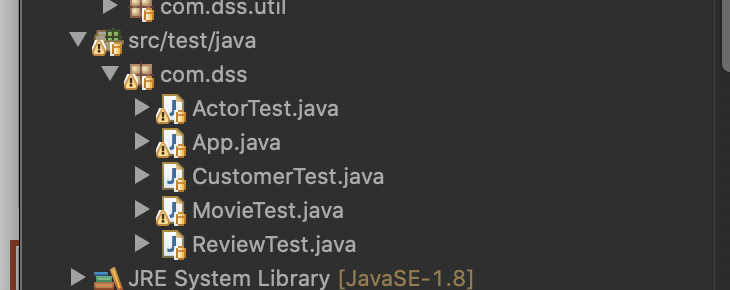 com.dss.util
src/test/java
com.dss
ActorTest.java
App.java
CustomerTest.java
MovieTest.java
ReviewTest.java
JRE System Library [JavaSE-1.8]